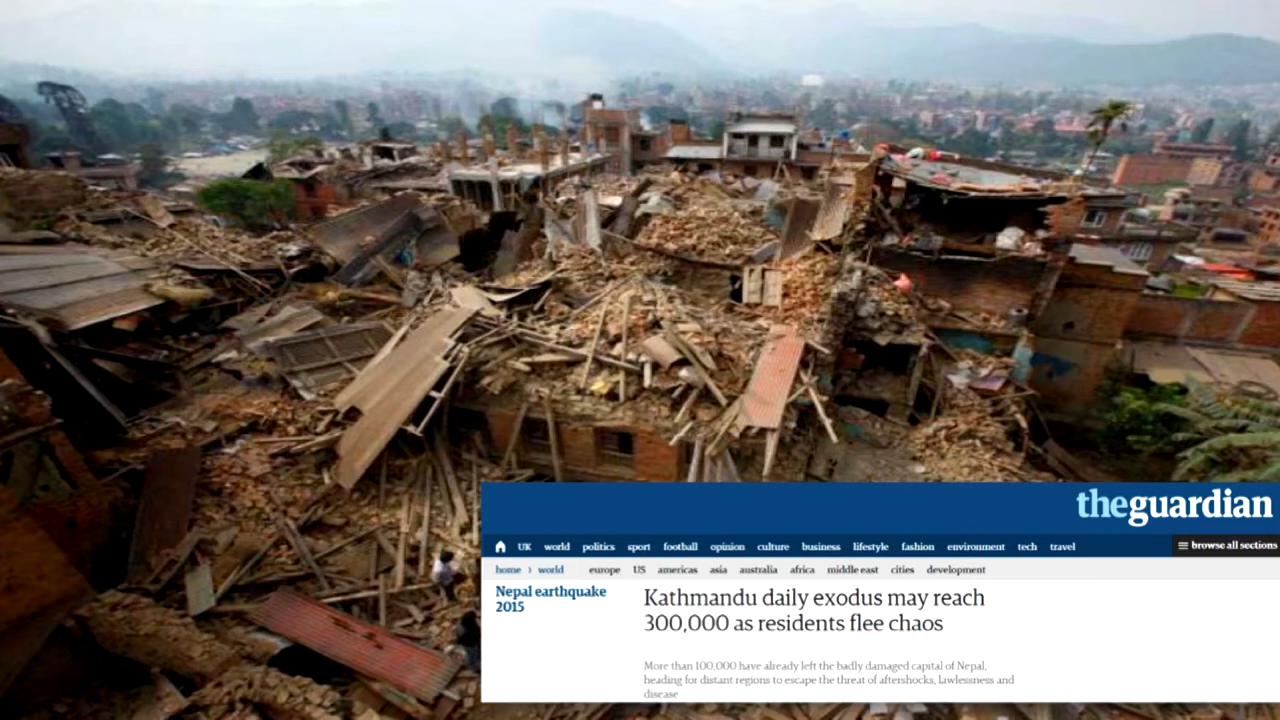 theguardian
UK world politics sport football opinion culture business lifestyle fashion environment tech travel browse all sections
home › world europe US americas asia australia africa middle east cities development
Nepal earthquake
2015
Kathmandu daily exodus may reach
300,000 as residents flee chaos
More than 100,000 have already left the badly damaged capital of Nepal,
heading for distant regions to escape the threat of aftershocks, lawlessness and
disease